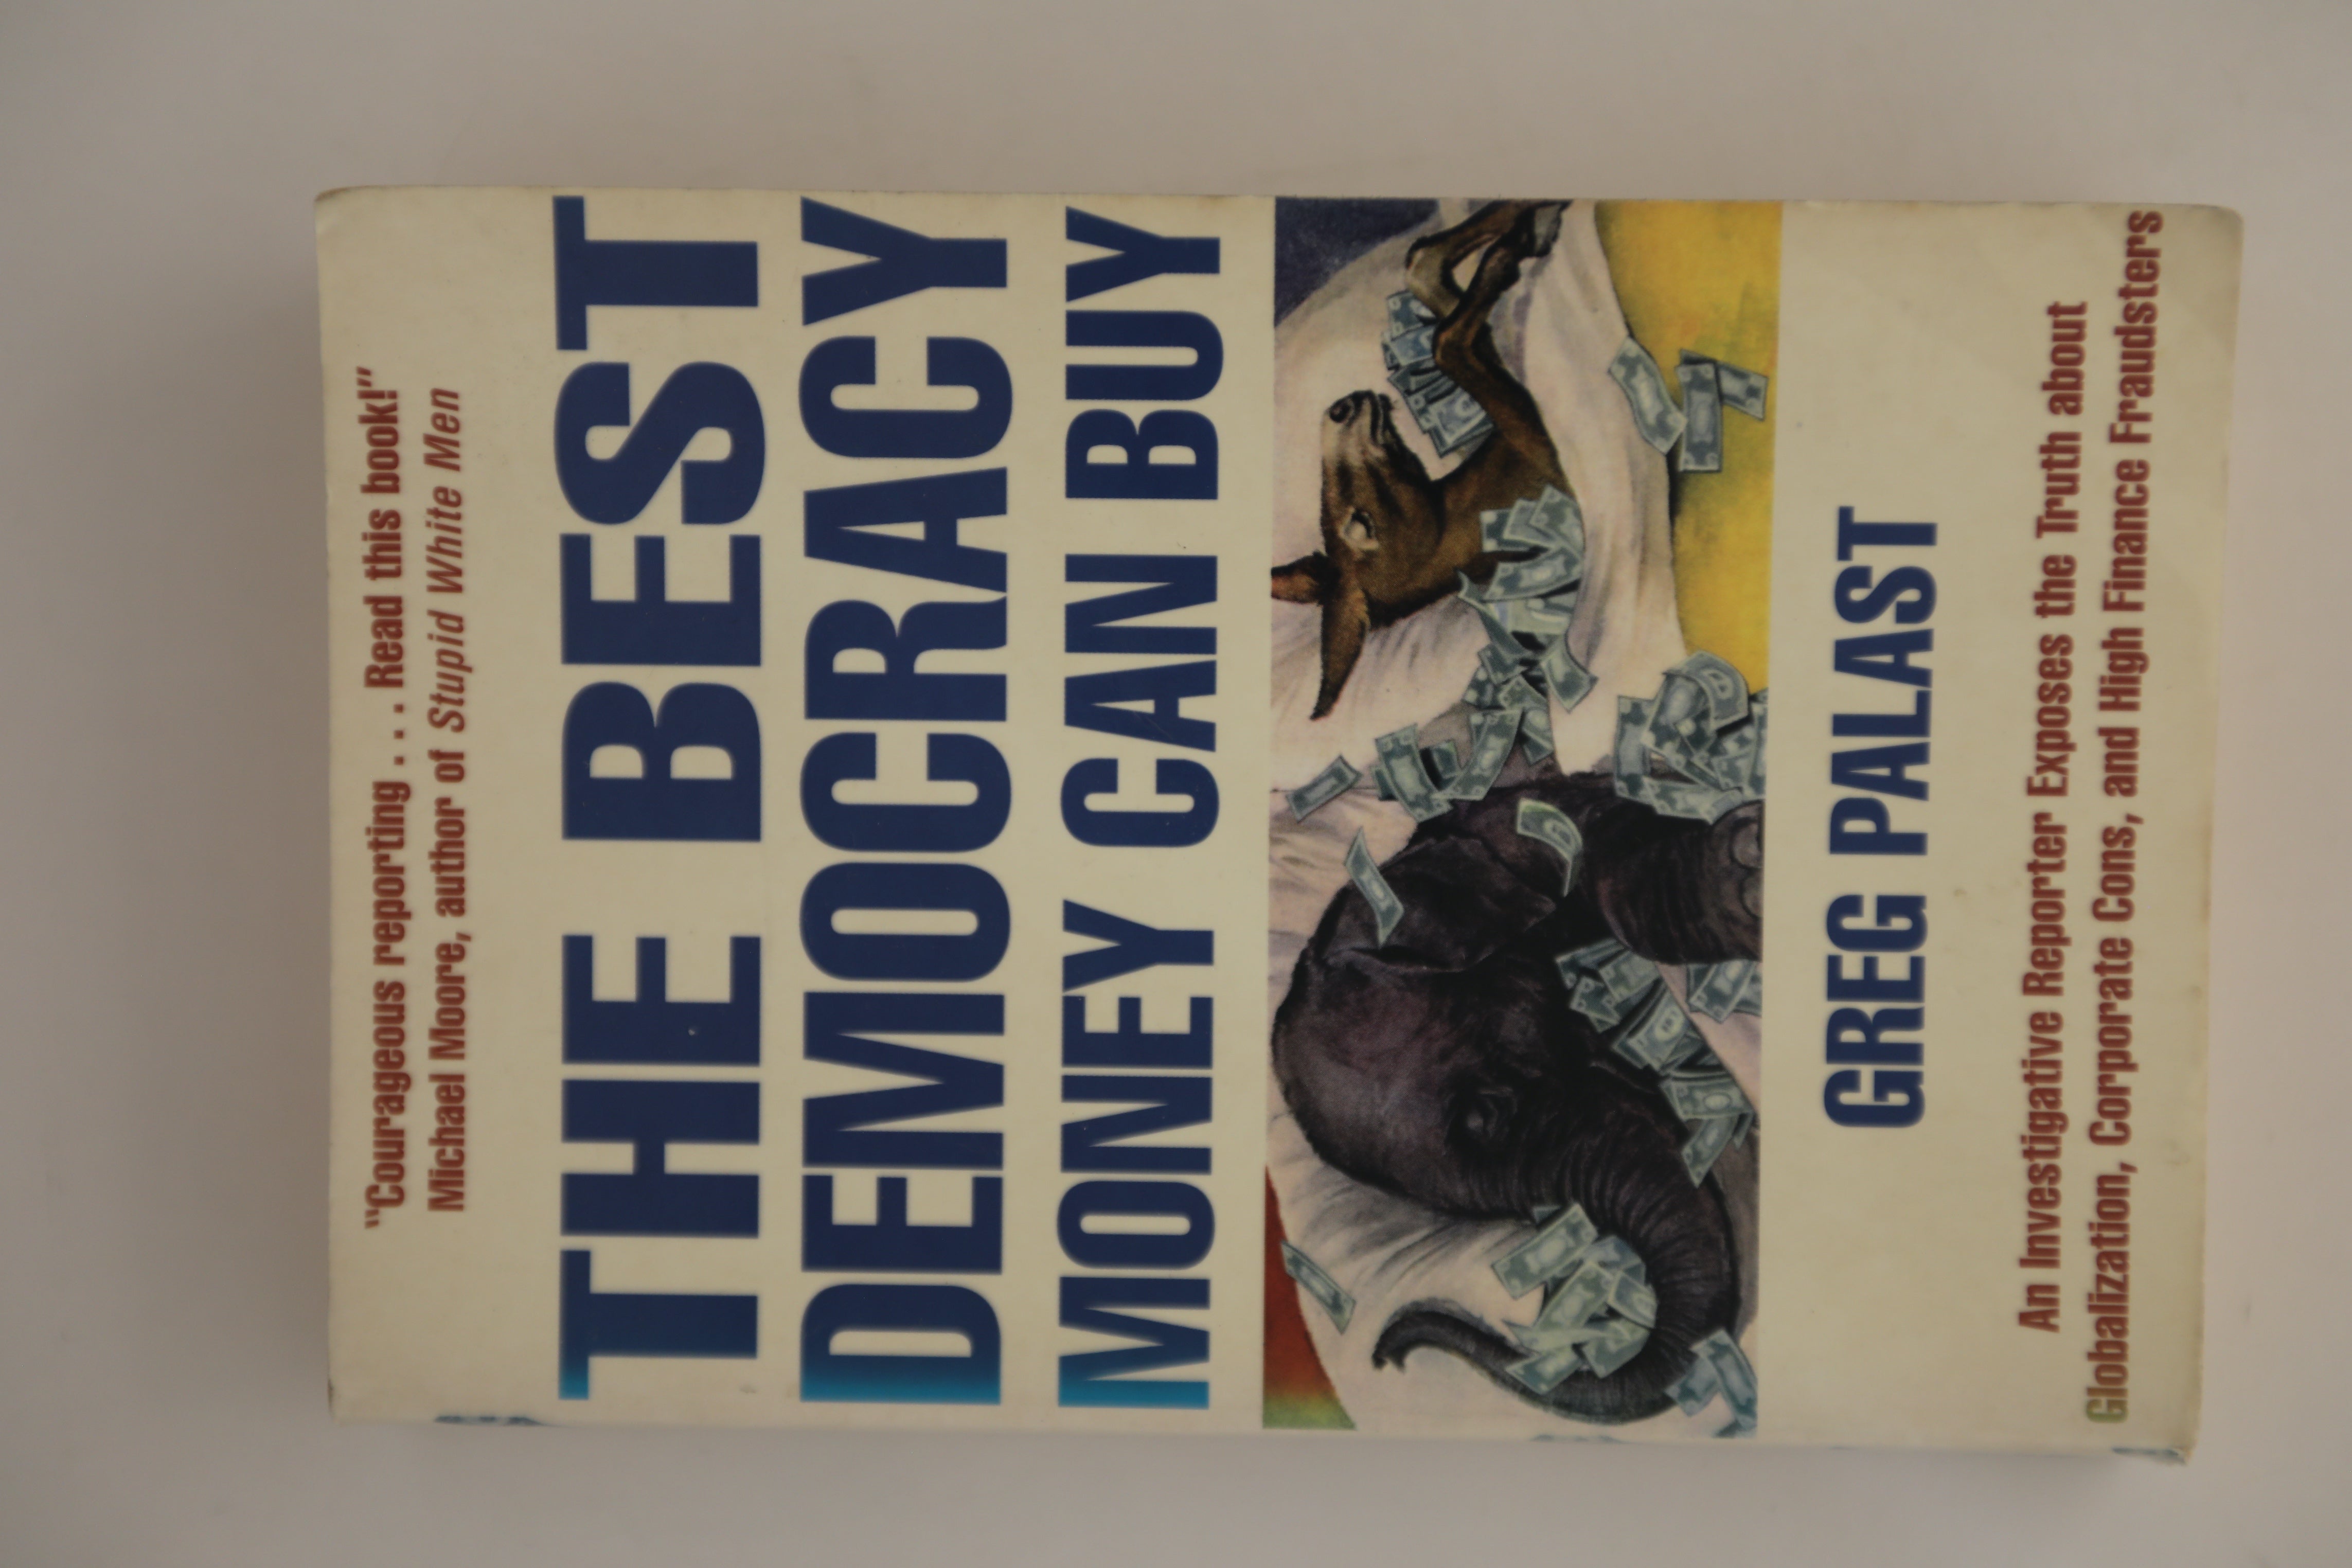 "Courageous reporting . . . Read this book!"
Michael Moore, author of Stupid White Men
THE BEST
DEMOCRACY
MONEY CAN BUY
GREG PALAST
An Investigative Reporter Exposes the Truth about
Globalization, Corporate Cons, and High Finance Fraudsters